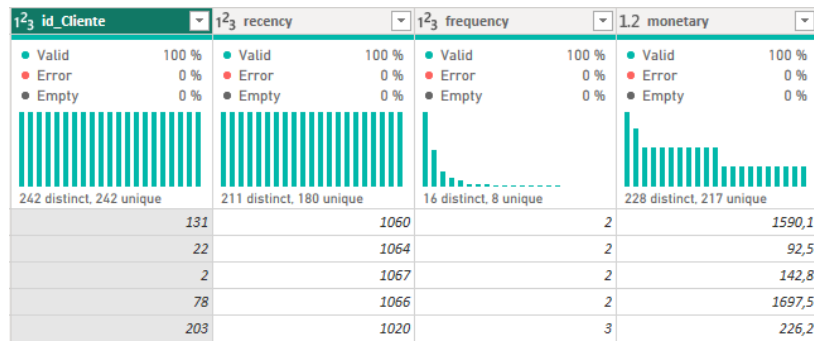 1²3 id_Cliente 1²3 recency 1²3 frequency 1.2 monetary
Valid 100 % Valid 100 % Valid 100 % Valid 100 %
Error 0 % Error 0 % Error 0 % Error 0 %
Empty 0 % Empty 0 % Empty 0 % Empty 0 %
242 distinct, 242 unique 211 distinct, 180 unique 16 distinct, 8 unique 228 distinct, 217 unique
131 1060 2 1590,1
22 1064 2 92,5
2 1067 2 142,8
78 1066 2 1697,5
203 1020 3 226,2